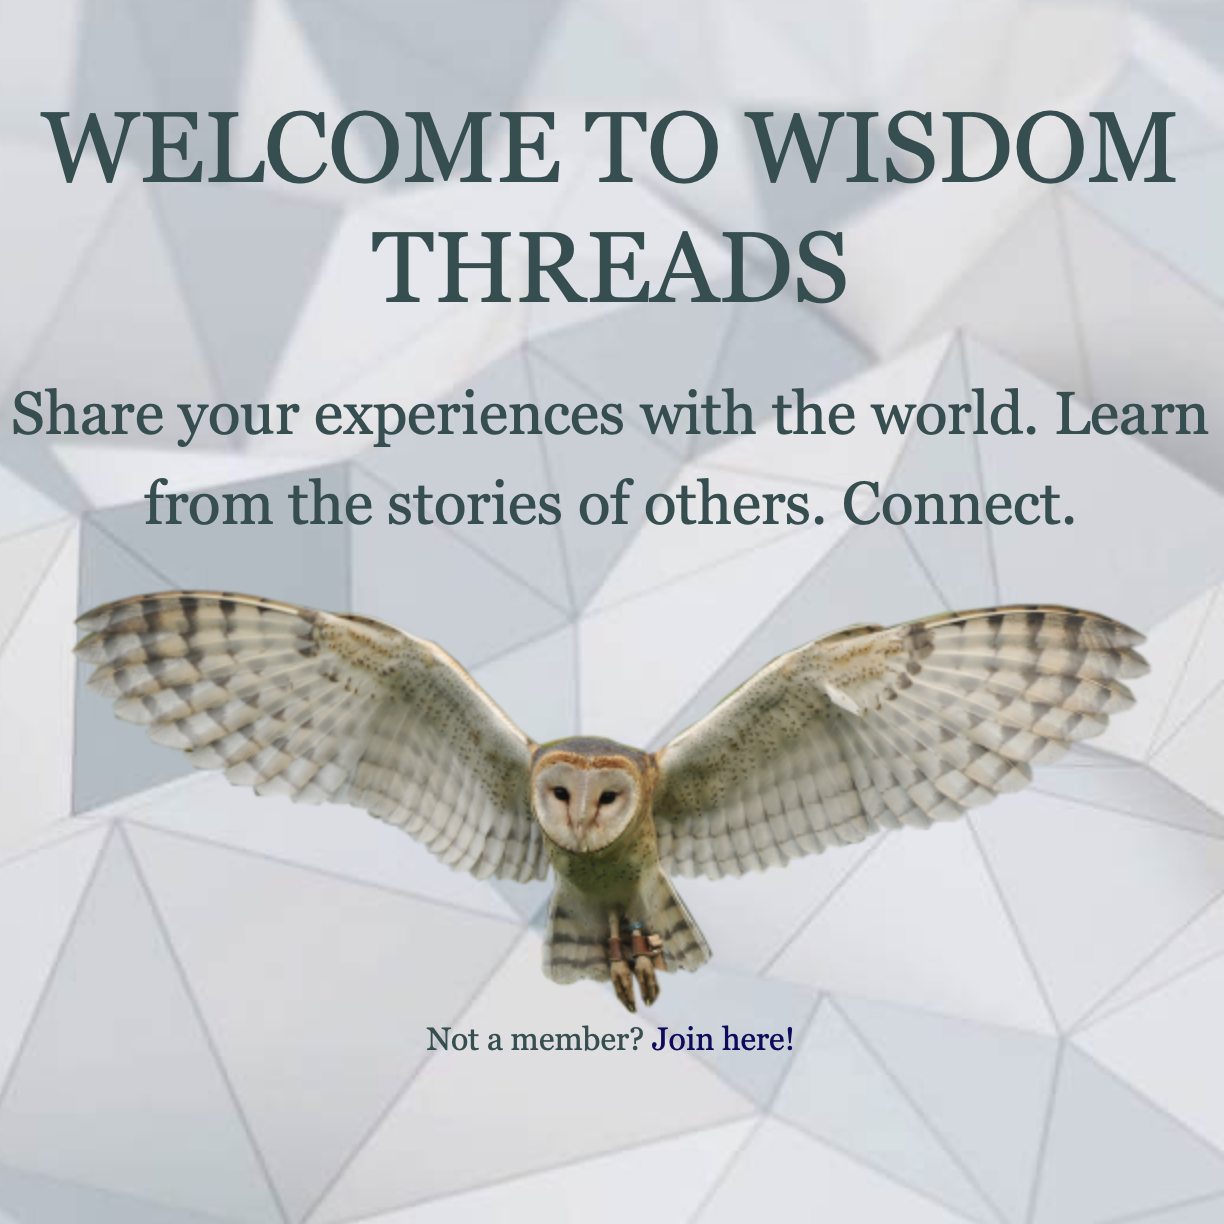 WELCOME TO WISDOM
THREADS
Share your experiences with the world. Learn
from the stories of others. Connect.
Not a member? Join here!